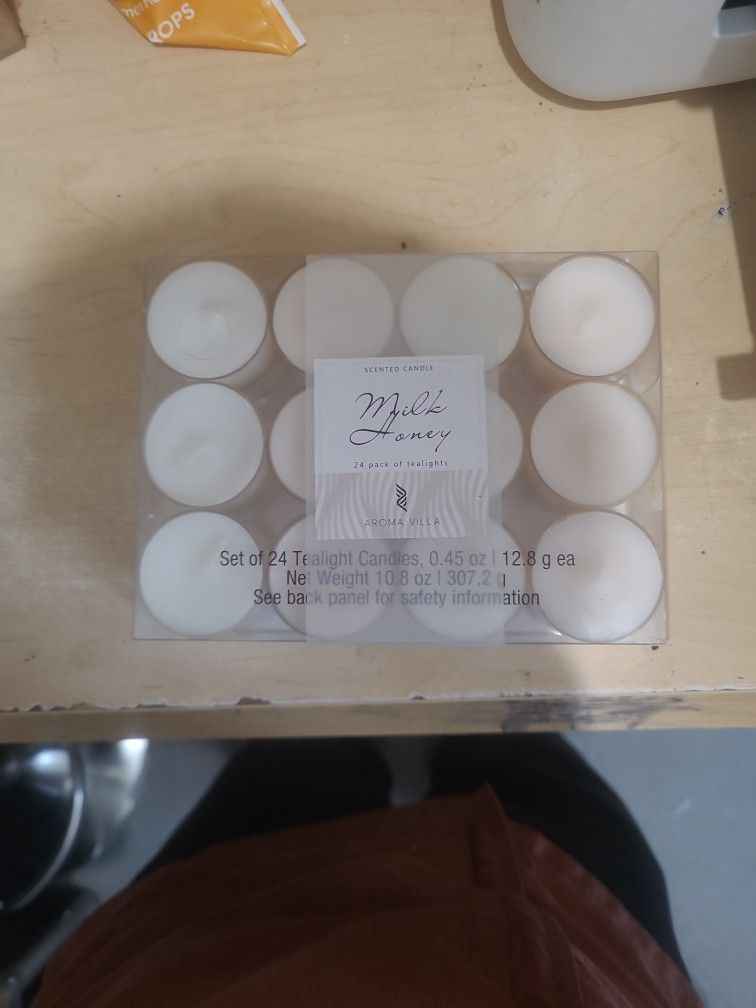 ROPS
SCENTED CANDLE
Milk
Honey
24 pack of tealights
AROMA VILLA
Set of 24 Tealight Candles, 0.45 oz | 12.8 g ea
Net Weight 10.8 oz | 307.2 g
See back panel for safety information